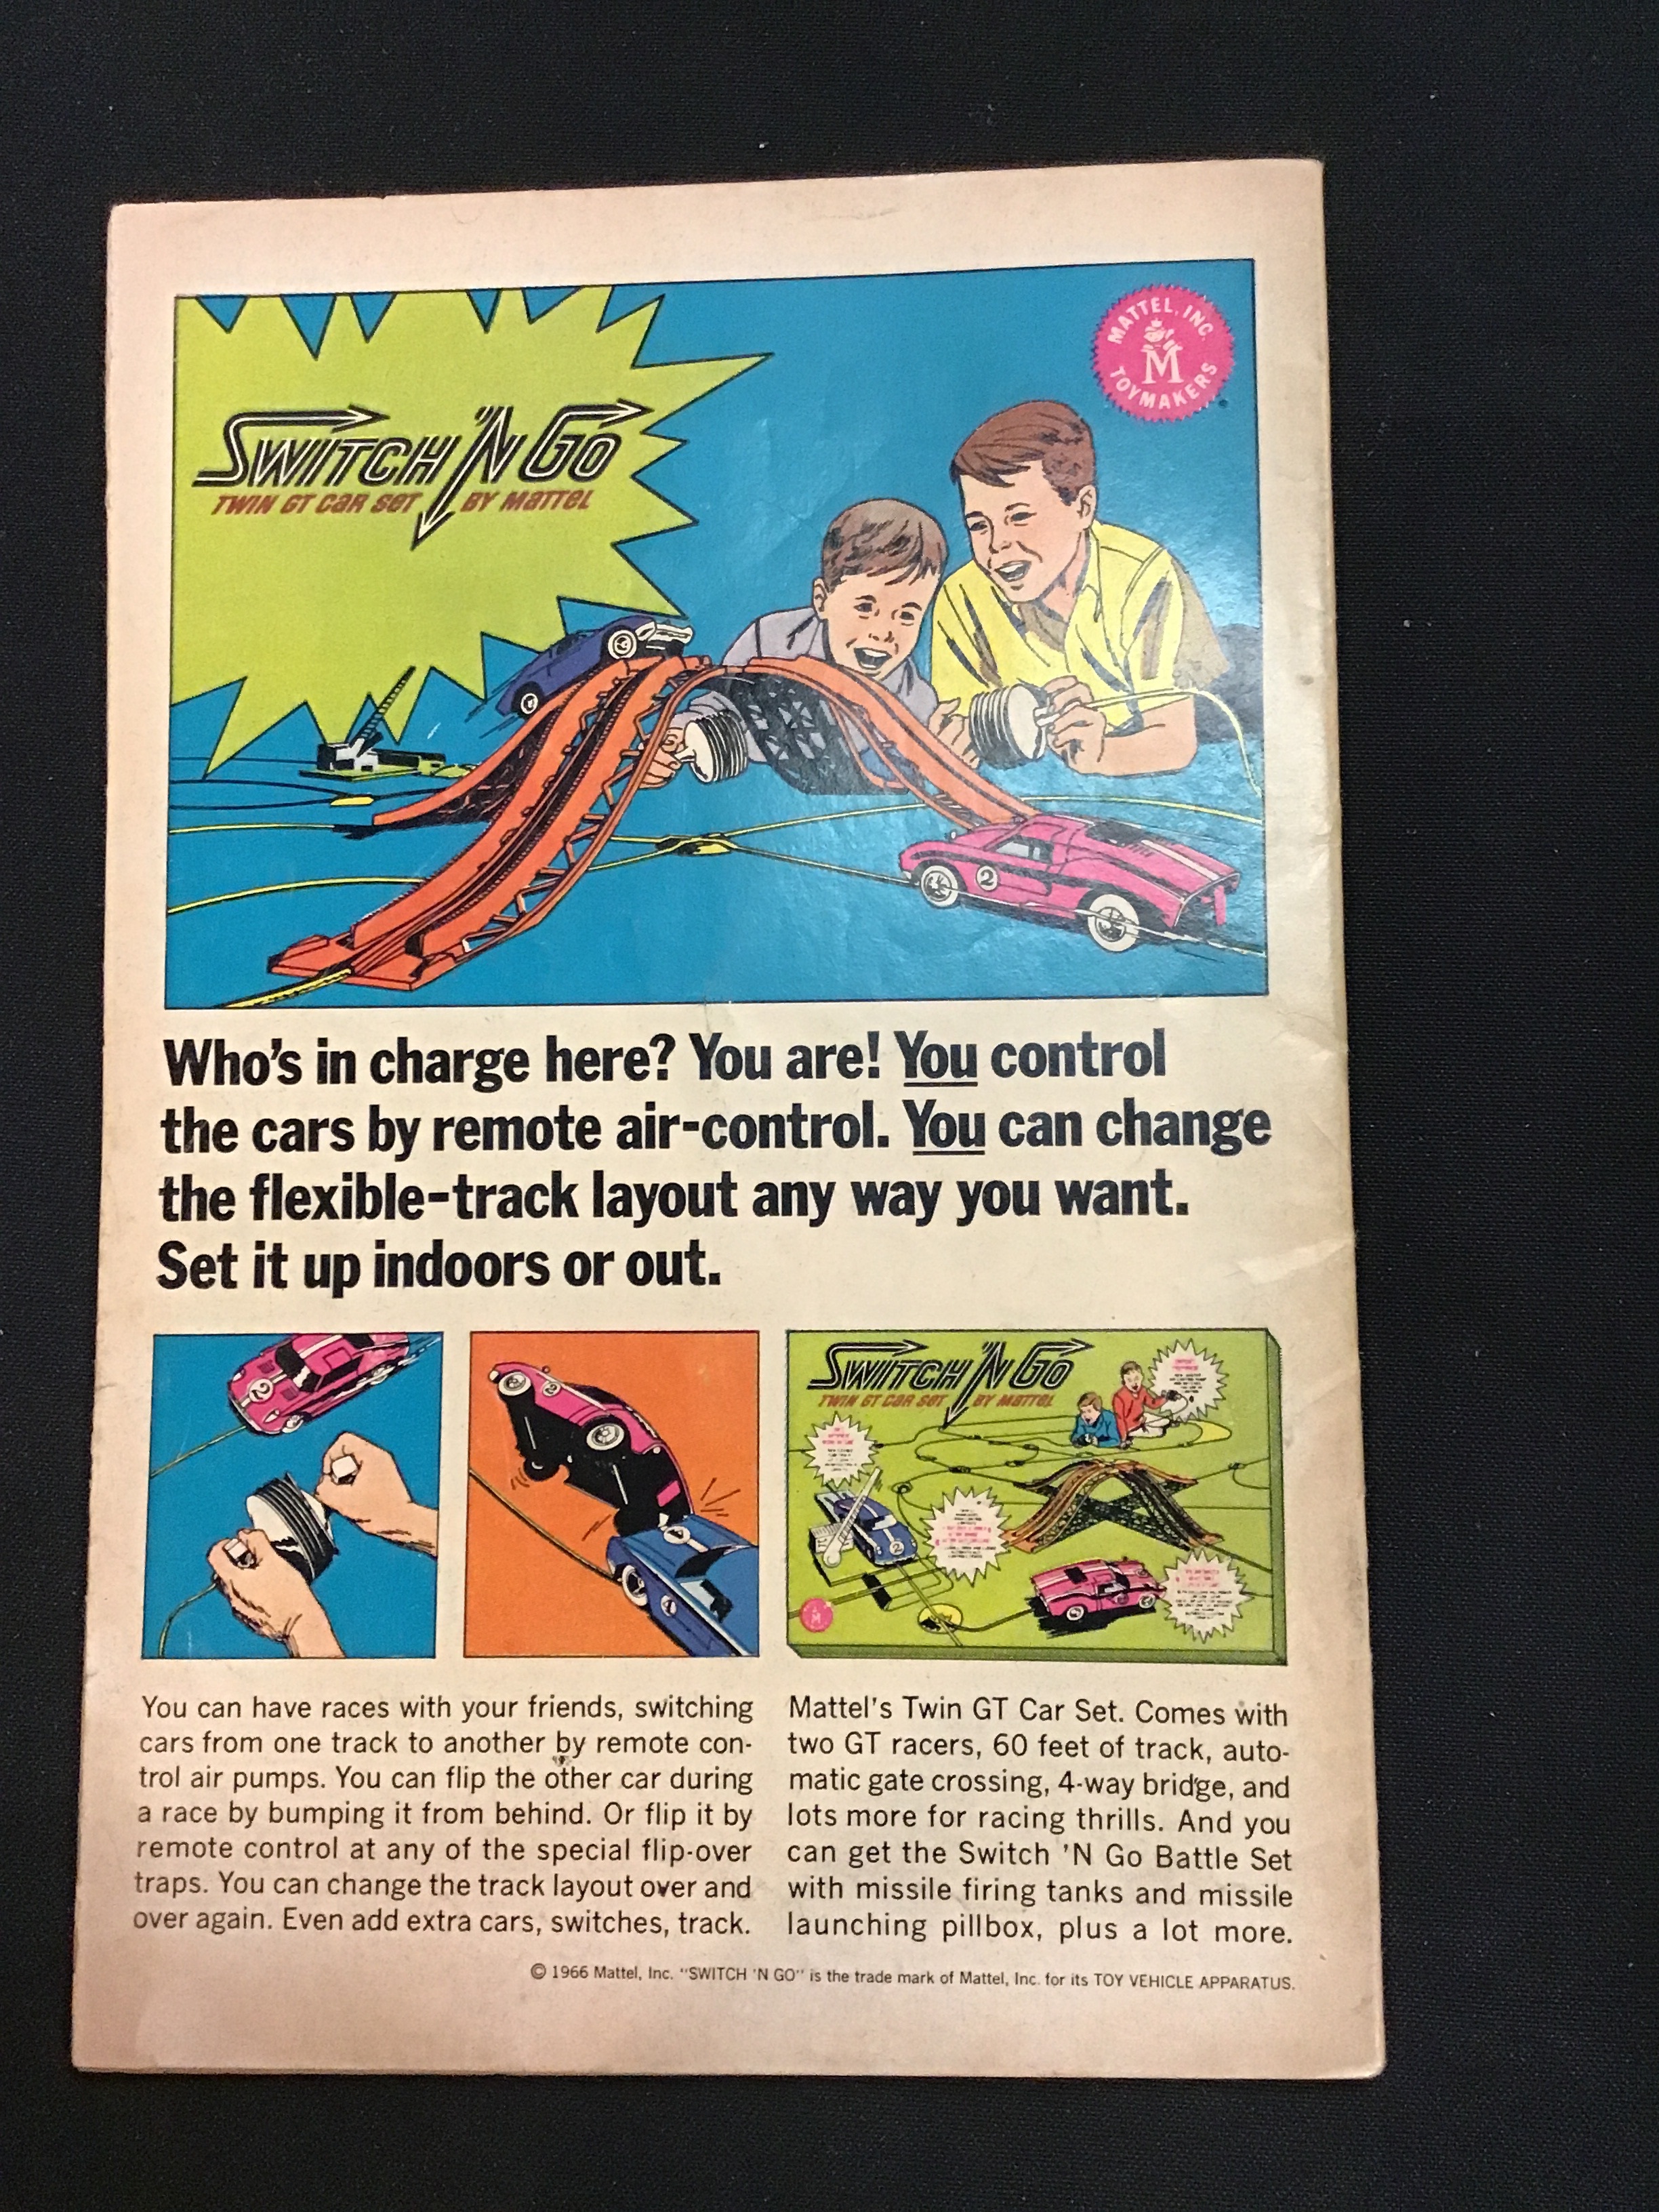 MATTEL, INC.
M
TOYMAKERS
SWITCH 'N GO
TWIN GT CAR SET BY MATTEL
2
Who's in charge here? You are! You control
the cars by remote air-control. You can change
the flexible-track layout any way you want.
Set it up indoors or out.
2
SWITCH 'N GO
TWIN GT CAR SET BY MATTEL
2
M
You can have races with your friends, switching
cars from one track to another by remote con-
trol air pumps. You can flip the other car during
a race by bumping it from behind. Or flip it by
remote control at any of the special flip-over
traps. You can change the track layout over and
over again. Even add extra cars, switches, track.
Mattel's Twin GT Car Set. Comes with
two GT racers, 60 feet of track, auto-
matic gate crossing, 4-way bridge, and
lots more for racing thrills. And you
can get the Switch 'N Go Battle Set
with missile firing tanks and missile
launching pillbox, plus a lot more.
© 1966 Mattel, Inc. "SWITCH 'N GO" is the trade mark of Mattel, Inc. for its TOY VEHICLE APPARATUS.